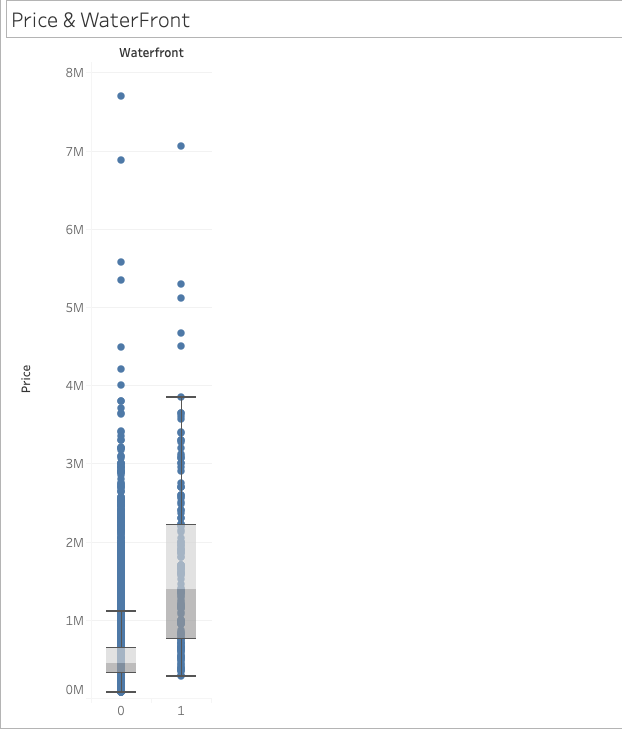 Price & WaterFront
Waterfront
8M
7M
6M
5M
4M
3M
2M
1M
0M
Price
0 1